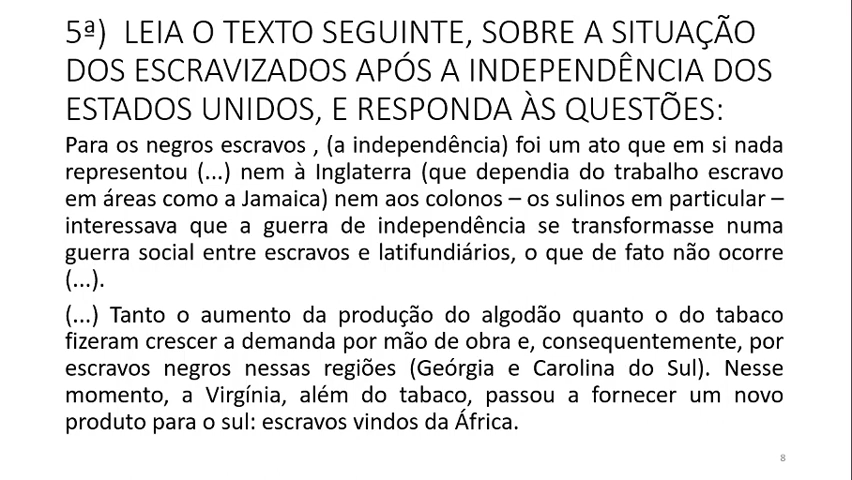 5ª) LEIA O TEXTO SEGUINTE, SOBRE A SITUAÇÃO
DOS ESCRAVIZADOS APÓS A INDEPENDÊNCIA DOS
ESTADOS UNIDOS, E RESPONDA ÀS QUESTÕES:
Para os negros escravos , (a independência) foi um ato que em si nada
representou (...) nem à Inglaterra (que dependia do trabalho escravo
em áreas como a Jamaica) nem aos colonos – os sulinos em particular –
interessava que a guerra de independência se transformasse numa
guerra social entre escravos e latifundiários, o que de fato não ocorre
(...).
(...) Tanto o aumento da produção do algodão quanto o do tabaco
fizeram crescer a demanda por mão de obra e, consequentemente, por
escravos negros nessas regiões (Geórgia e Carolina do Sul). Nesse
momento, a Virgínia, além do tabaco, passou a fornecer um novo
produto para o sul: escravos vindos da África.
8